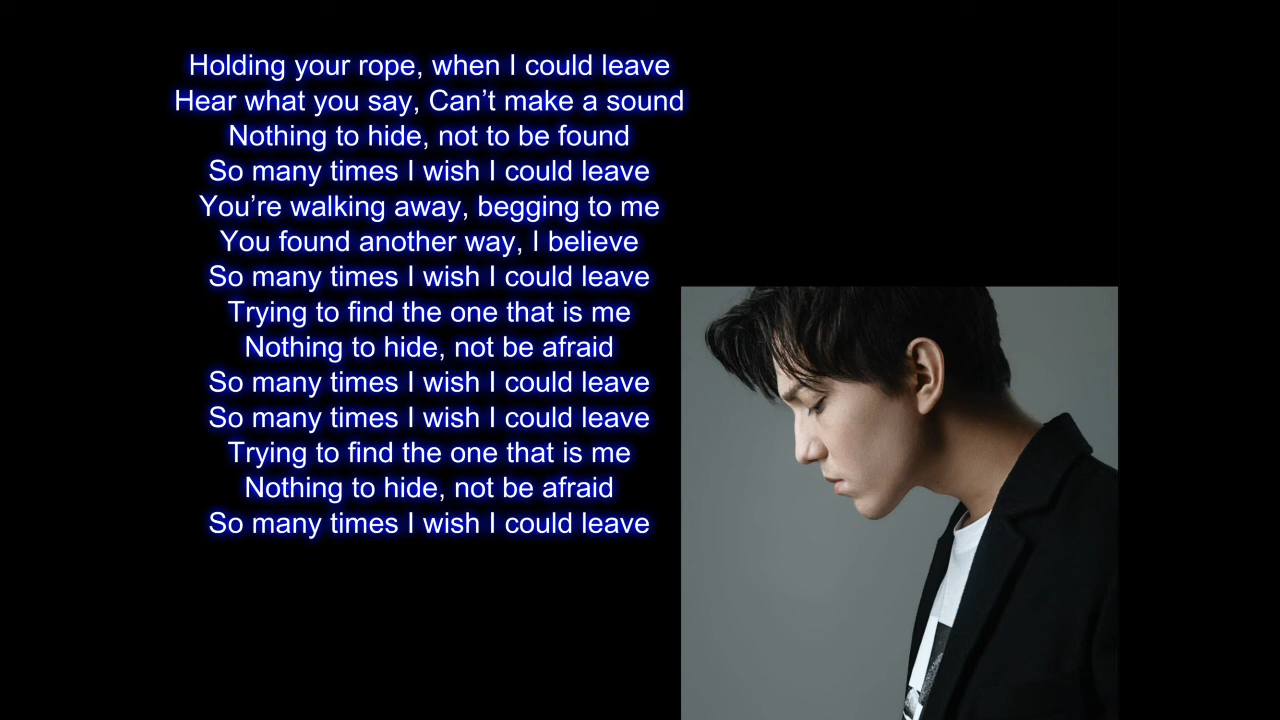 Holding your rope, when I could leave
Hear what you say, Can’t make a sound
Nothing to hide, not to be found
So many times I wish I could leave
You’re walking away, begging to me
You found another way, I believe
So many times I wish I could leave
Trying to find the one that is me
Nothing to hide, not be afraid
So many times I wish I could leave
So many times I wish I could leave
Trying to find the one that is me
Nothing to hide, not be afraid
So many times I wish I could leave